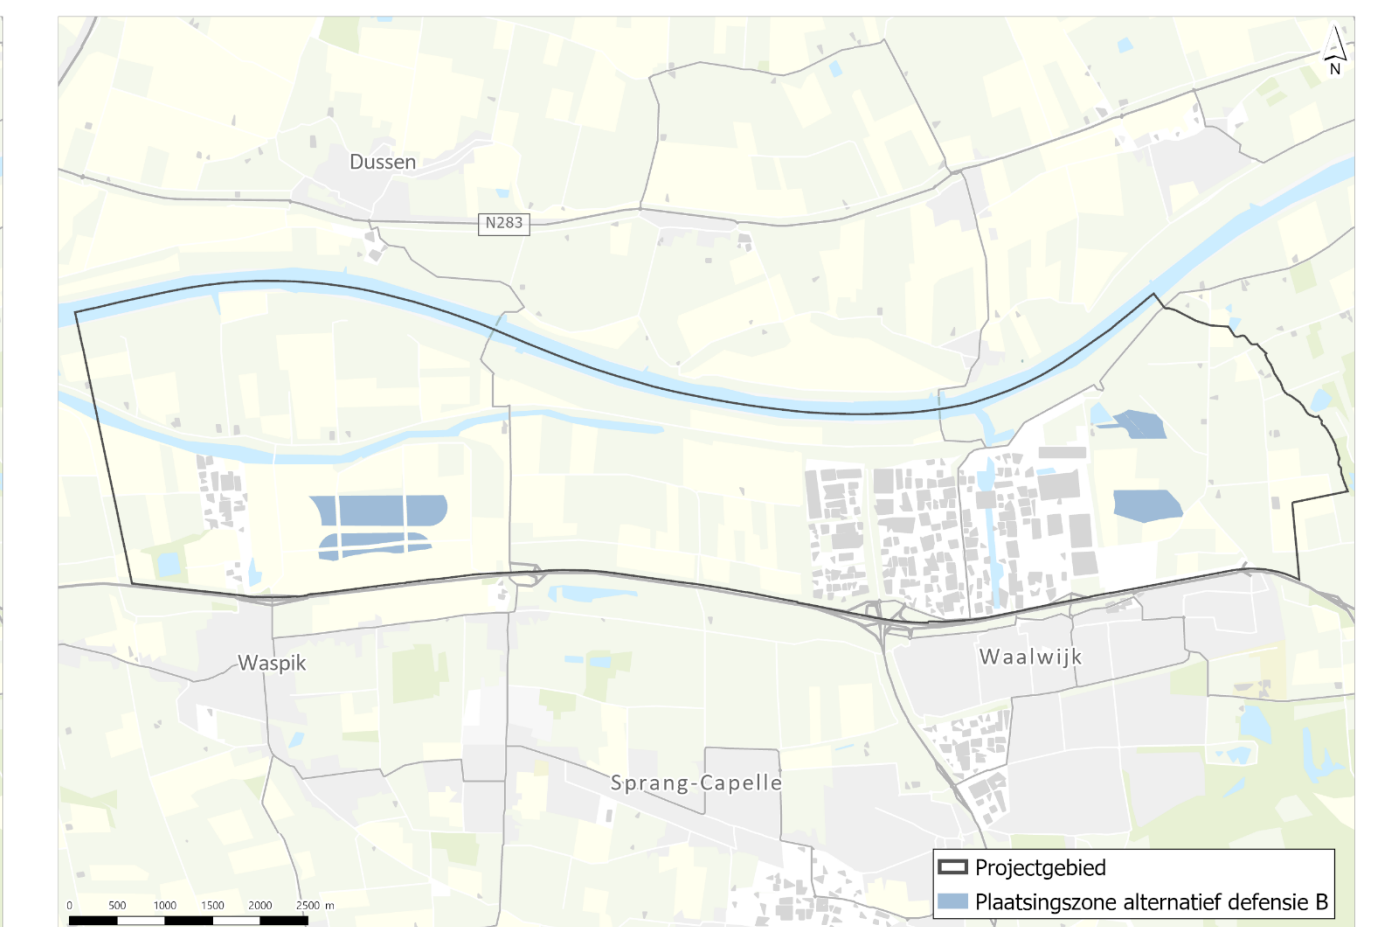 N
Dussen
N283
Waspik
Waalwijk
Sprang-Capelle
Projectgebied
Plaatsingszone alternatief defensie B
0 500 1000 1500 2000 2500 m